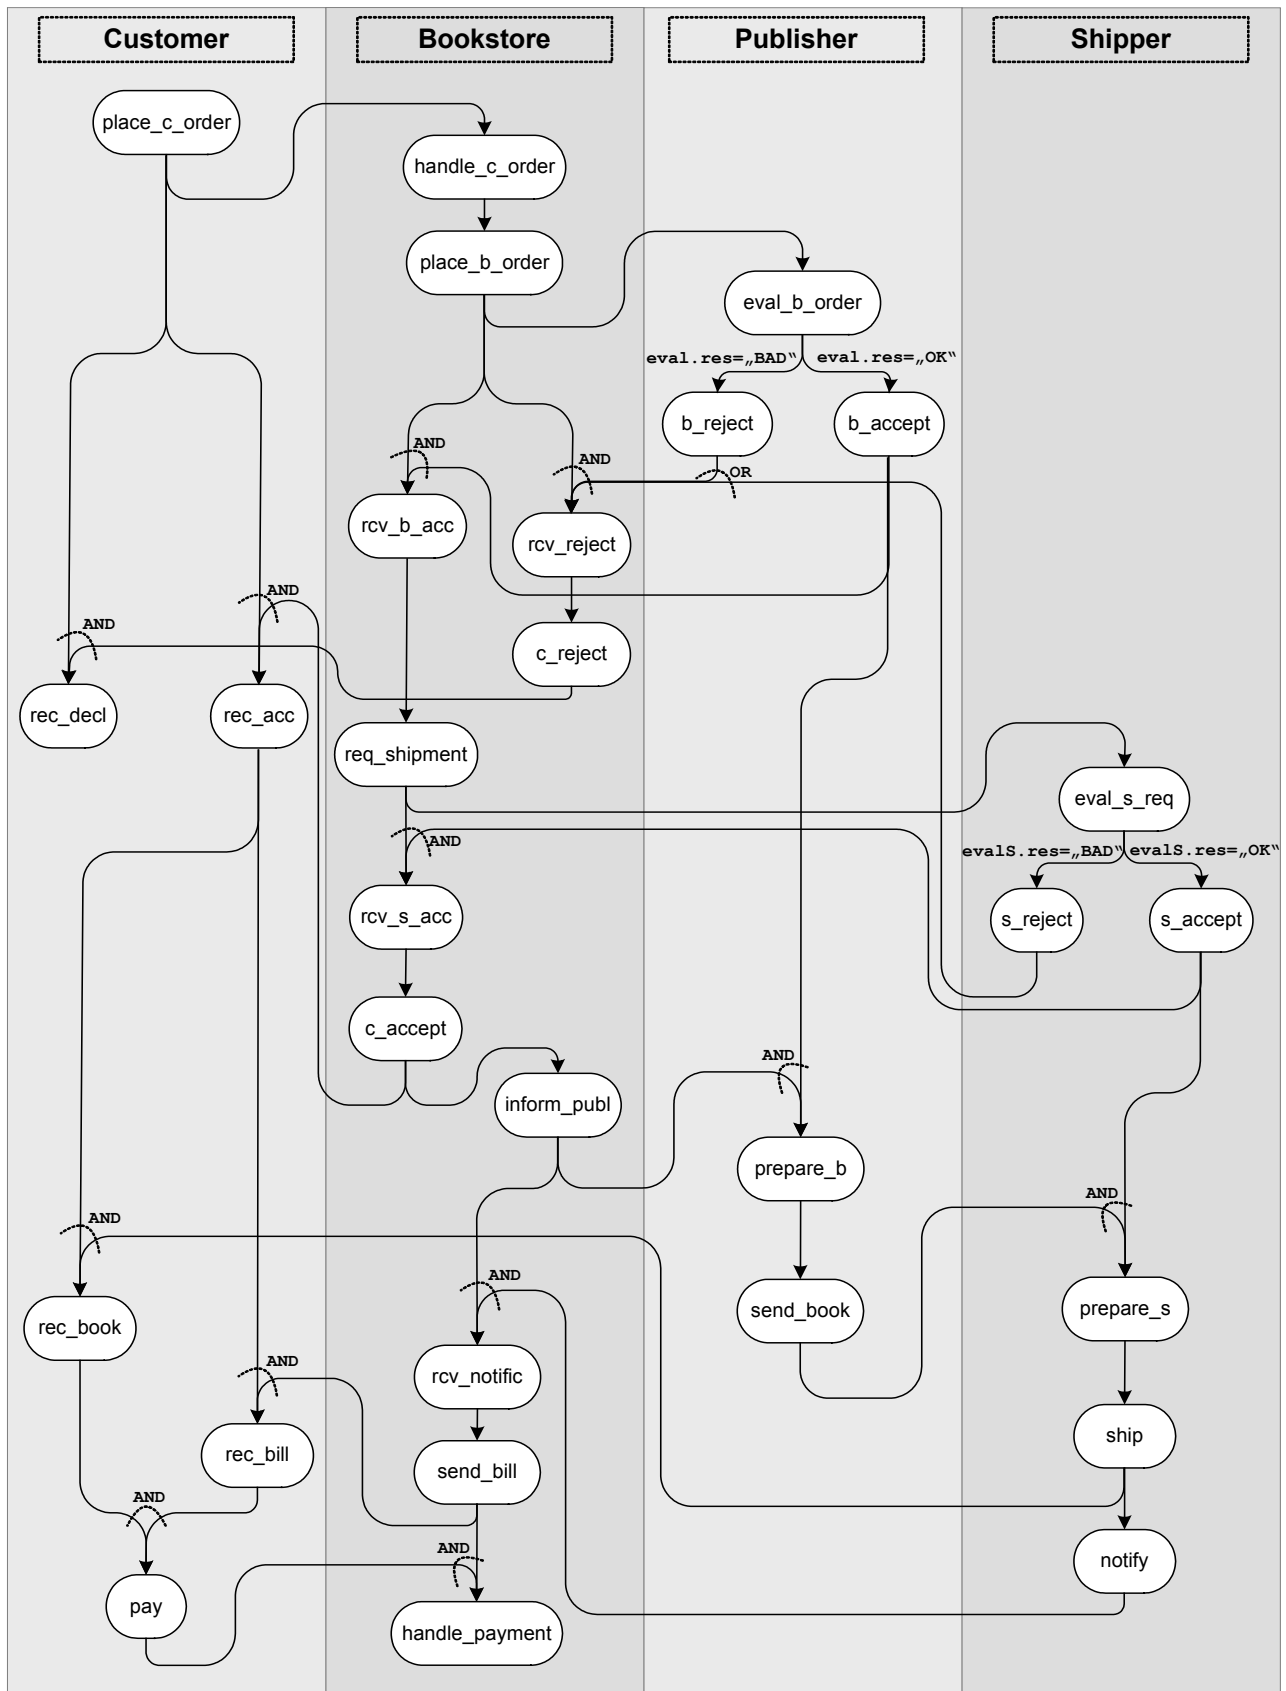 Customer
Bookstore
Publisher
Shipper
place_c_order
handle_c_order
place_b_order
eval_b_order
eval.res=„BAD“
eval.res=„OK“
b_reject
b_accept
AND
AND
OR
rcv_b_acc
rcv_reject
AND
AND
c_reject
rec_decl
rec_acc
req_shipment
eval_s_req
AND
evalS.res=„BAD“
evalS.res=„OK“
rcv_s_acc
s_reject
s_accept
c_accept
AND
inform_publ
prepare_b
AND
AND
AND
send_book
prepare_s
rec_book
AND
rcv_notific
ship
rec_bill
send_bill
AND
AND
notify
pay
handle_payment